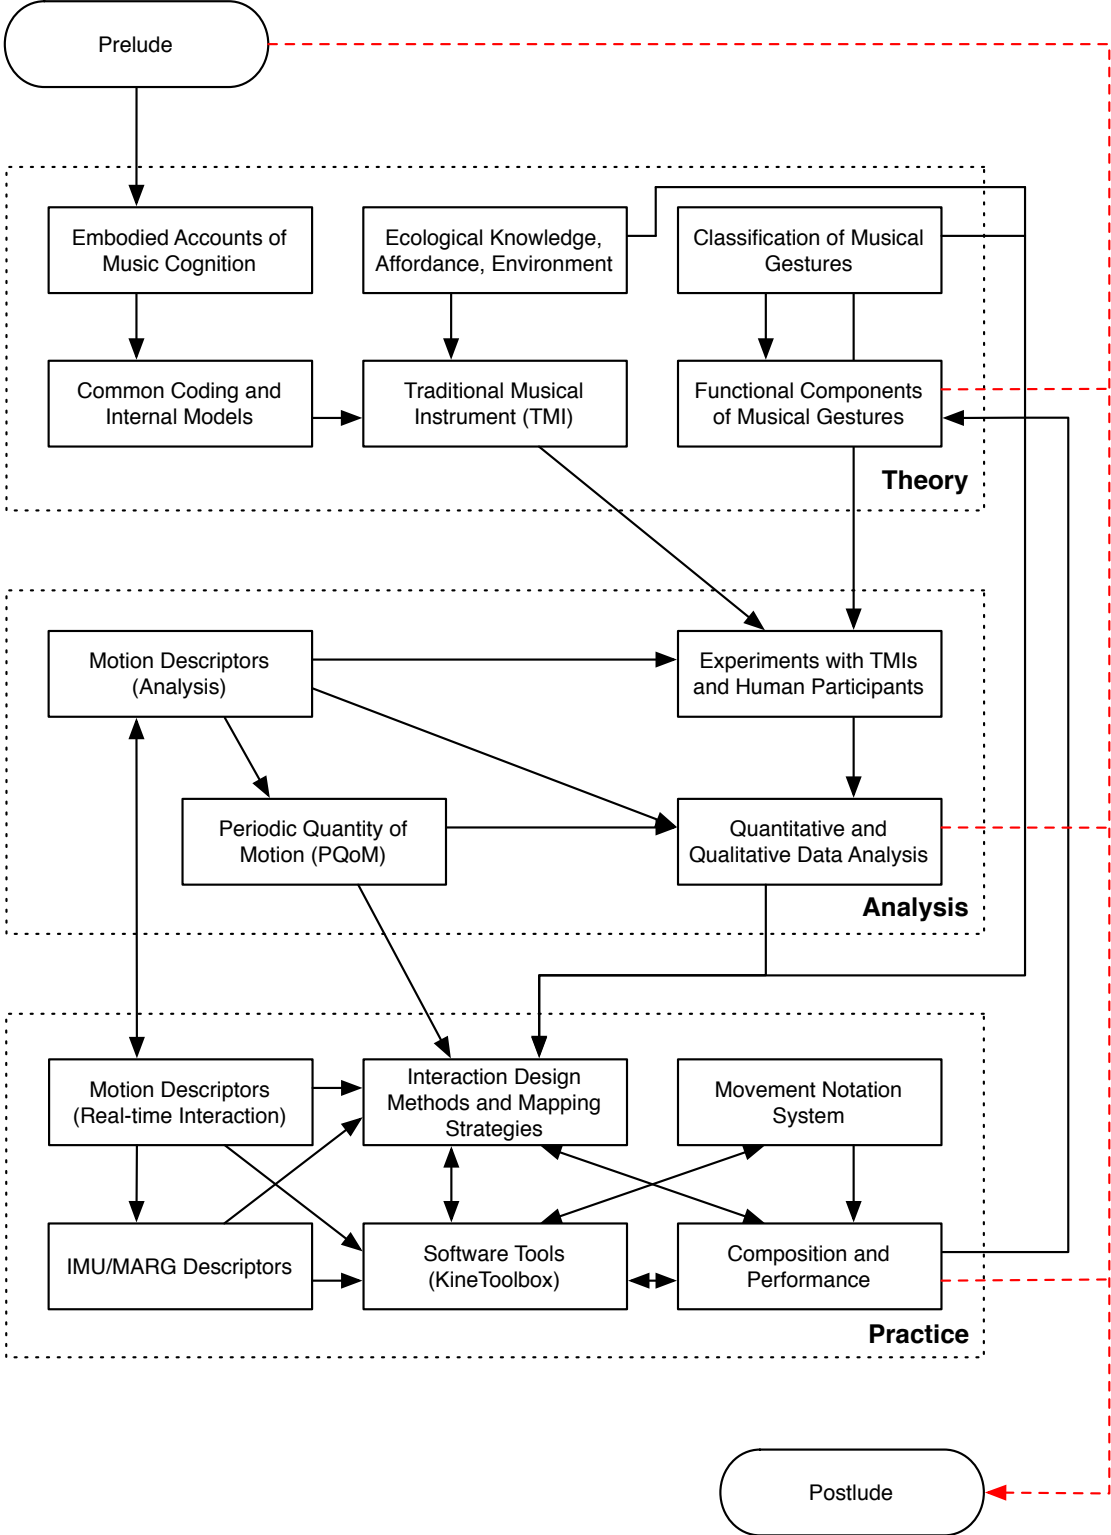 Prelude
Embodied Accounts of
Music Cognition
Ecological Knowledge,
Affordance, Environment
Classification of Musical
Gestures
Common Coding and
Internal Models
Traditional Musical
Instrument (TMI)
Functional Components
of Musical Gestures
Theory
Motion Descriptors
(Analysis)
Experiments with TMIs
and Human Participants
Periodic Quantity of
Motion (PQoM)
Quantitative and
Qualitative Data Analysis
Analysis
Motion Descriptors
(Real-time Interaction)
Interaction Design
Methods and Mapping
Strategies
Movement Notation
System
IMU/MARG Descriptors
Software Tools
(KineToolbox)
Composition and
Performance
Practice
Postlude